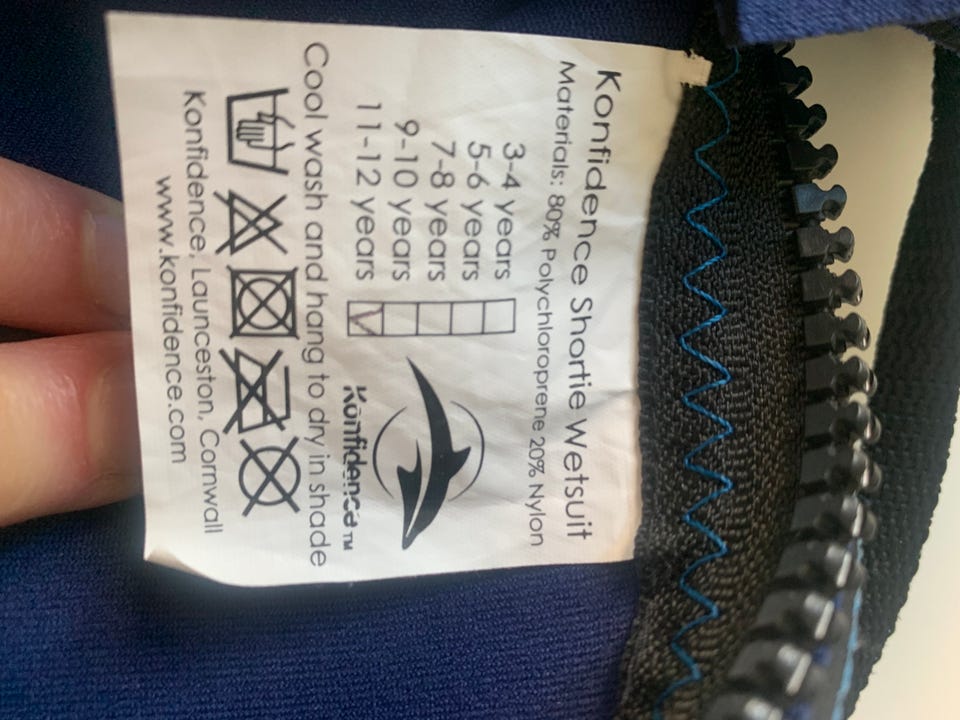 Konfidence Shortie Wetsuit
Materials: 80% Polychloroprene 20% Nylon
3-4 years
5-6 years
7-8 years
9-10 years
11-12 years
Konfidence™
Cool wash and hang to dry in shade
Konfidence, Launceston, Cornwall
www.konfidence.com